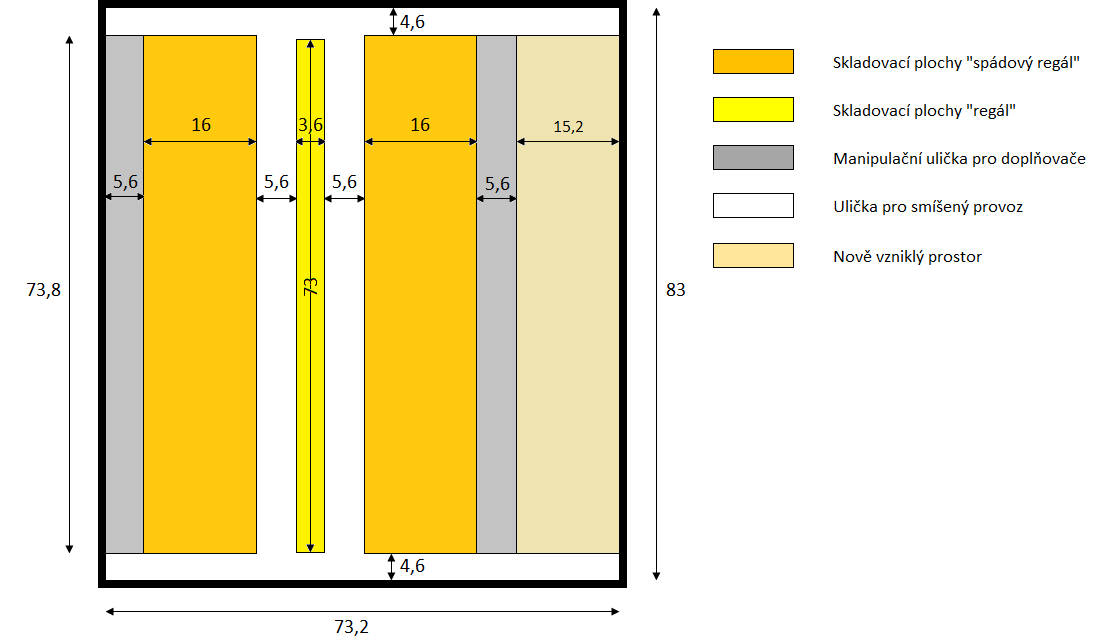 4,6
16
3,6
16
15,2
5,6
5,6
5,6
5,6
73,8
73
83
4,6
73,2
Skladovací plochy "spádový regál"
Skladovací plochy "regál"
Manipulační ulička pro doplňovače
Ulička pro smíšený provoz
Nově vzniklý prostor